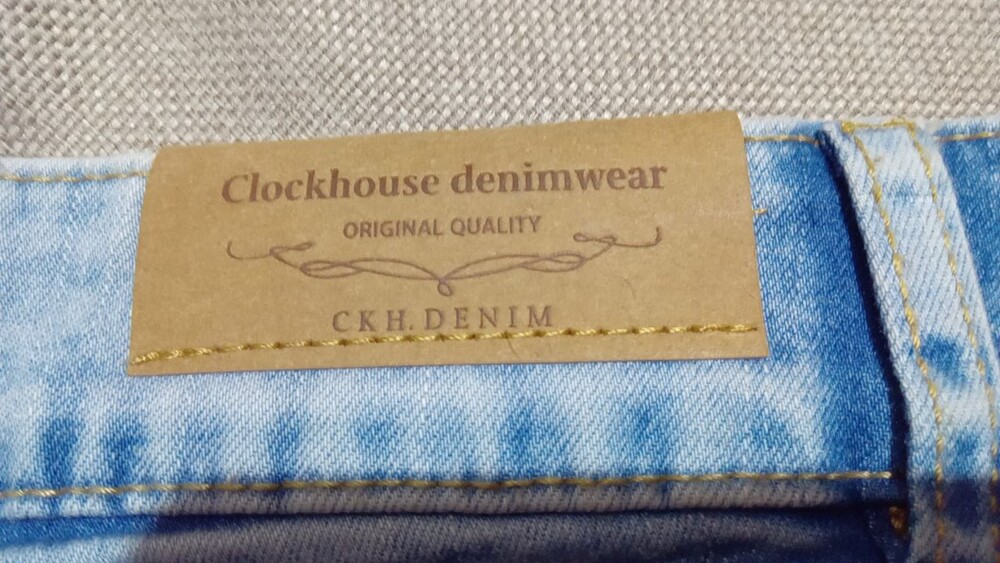 Clockhouse denimwear
ORIGINAL QUALITY
CKH. DENIM